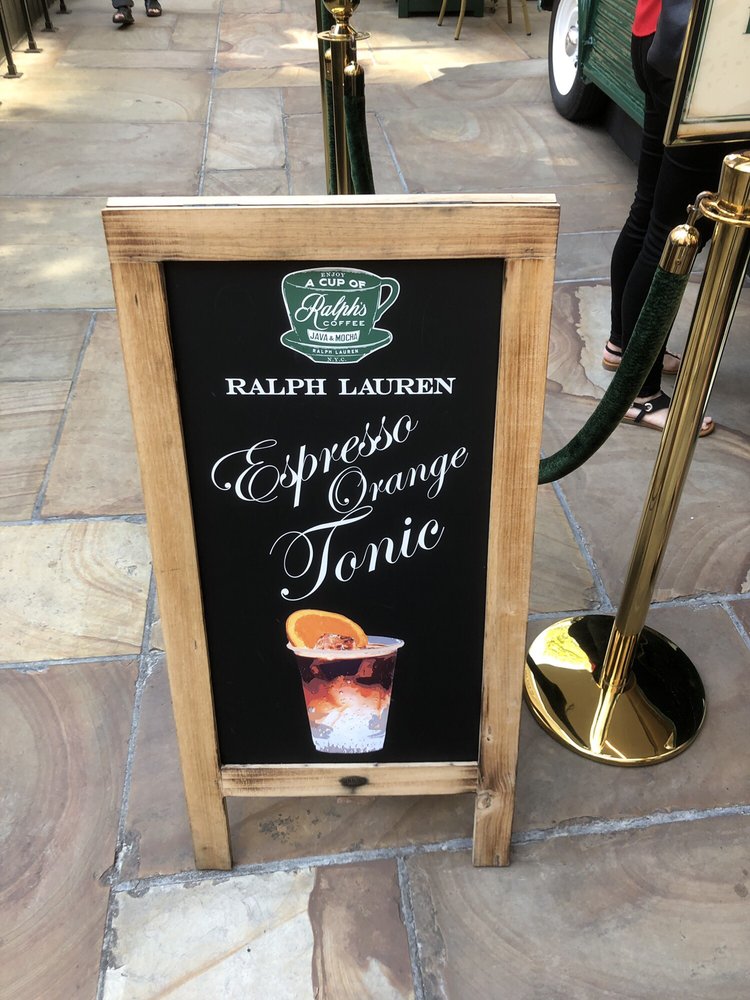 ENJOY
A CUP OF
Ralph's
COFFEE
JAVA & MOCHA
RALPH LAUREN
N.Y.C.
RALPH LAUREN
Espresso
Orange
Tonic